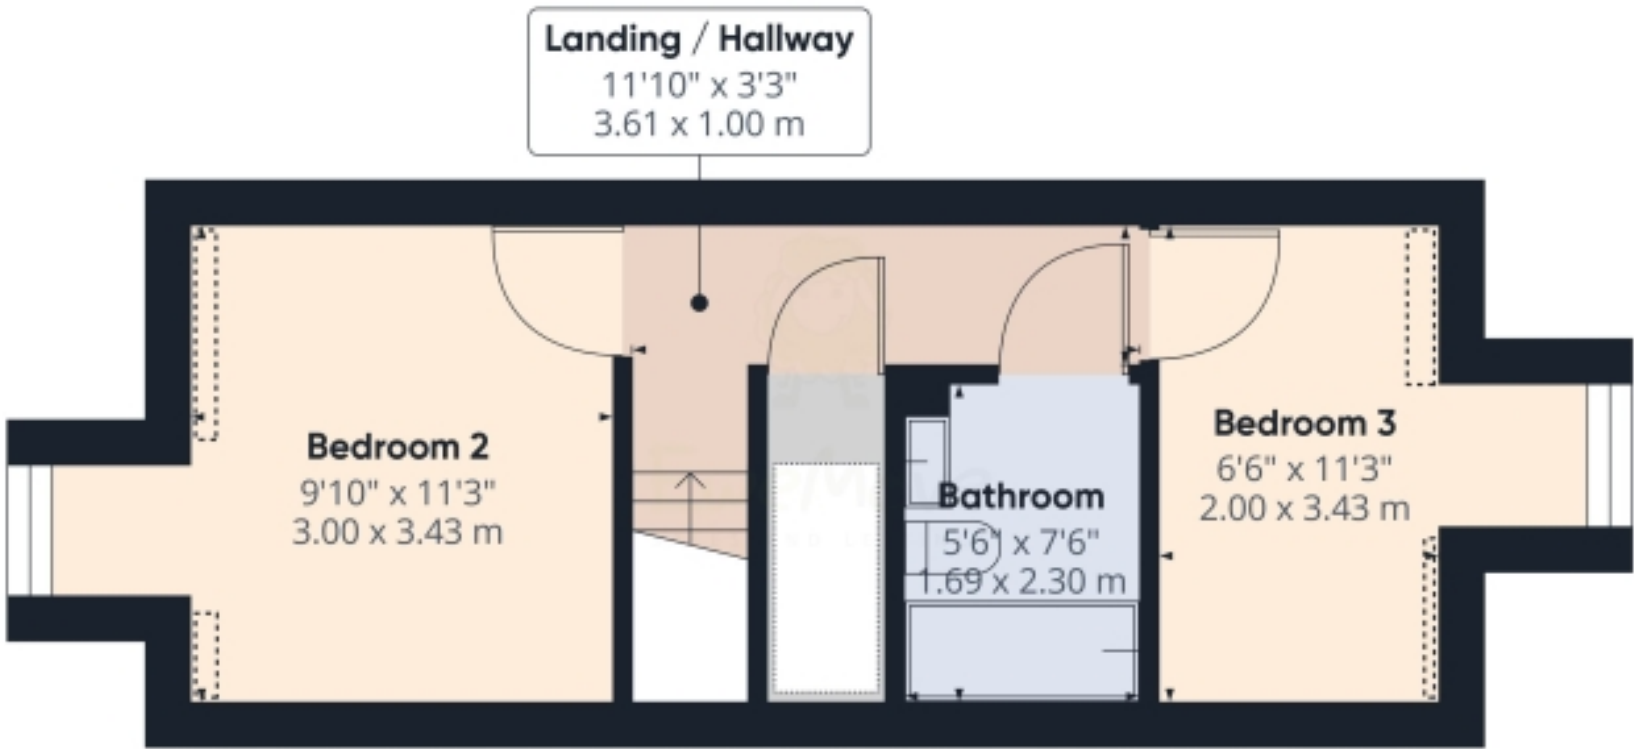 Landing / Hallway
11'10" x 3'3"
3.61 x 1.00 m
Bedroom 2
9'10" x 11'3"
3.00 x 3.43 m
Bathroom
5'6" x 7'6"
1.69 x 2.30 m
Bedroom 3
6'6" x 11'3"
2.00 x 3.43 m